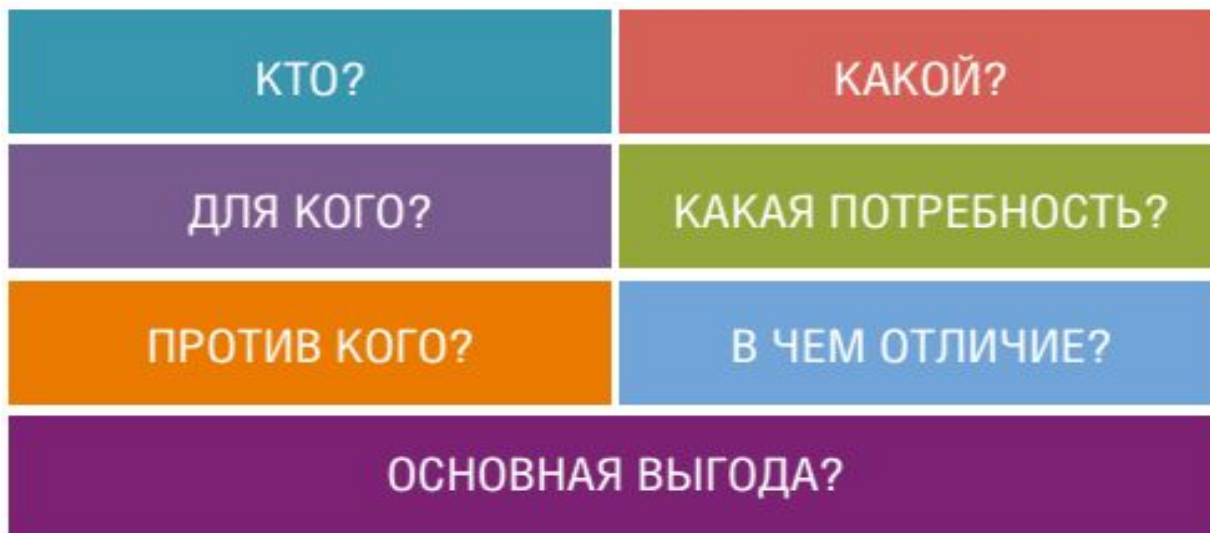 КТО?
КАКОЙ?
ДЛЯ КОГО?
КАКАЯ ПОТРЕБНОСТЬ?
ПРОТИВ КОГО?
В ЧЕМ ОТЛИЧИЕ?
ОСНОВНАЯ ВЫГОДА?